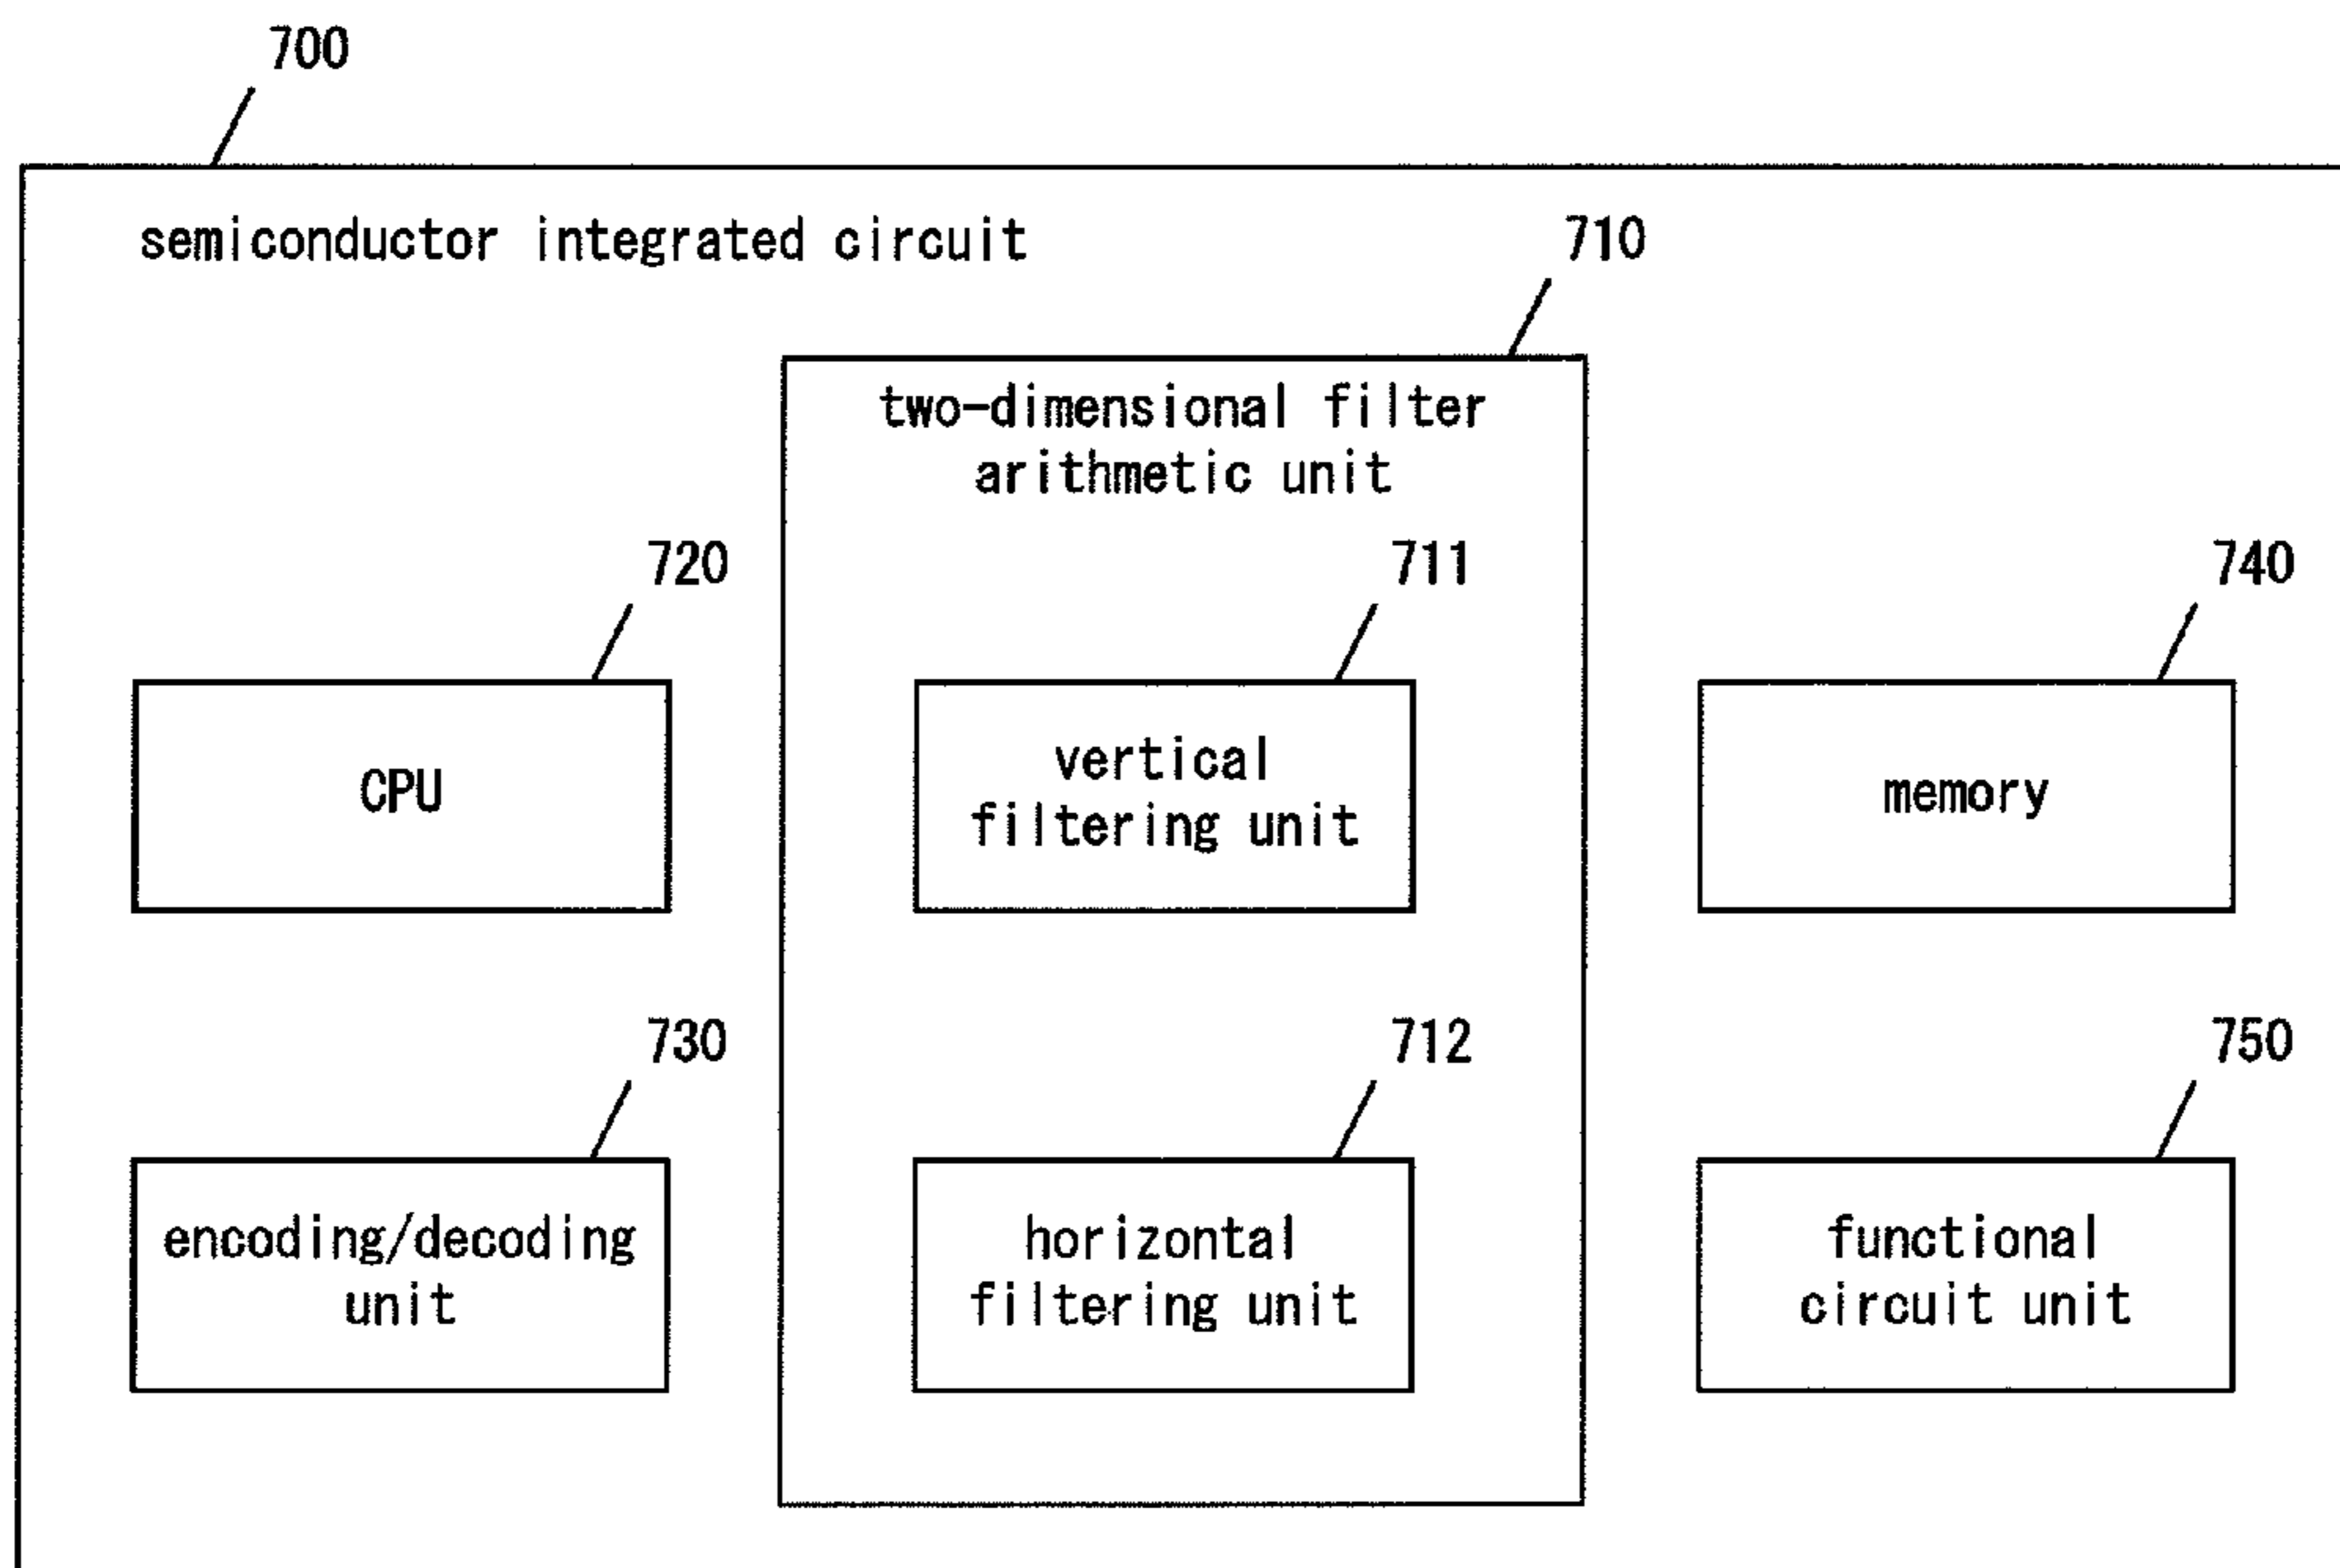 700
semiconductor integrated circuit
710
two-dimensional filter
arithmetic unit
720
711
740
CPU
vertical
filtering unit
memory
730
712
750
encoding/decoding
unit
horizontal
filtering unit
functional
circuit unit